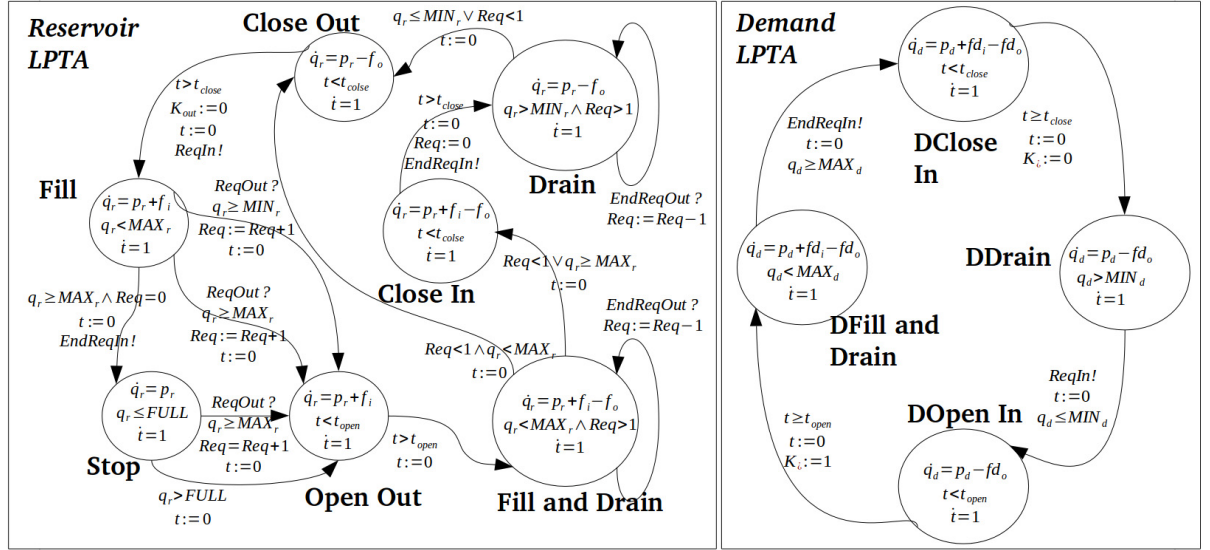 Reservoir
LPTA
Close Out
q̇_r = p_r − f_o
t < t_colse
ṫ = 1
q_r ≤ MIN_r ∨ Req < 1
t := 0
q̇_r = p_r − f_o
q_r > MIN_r ∧ Req > 1
ṫ = 1
Drain
EndReqOut ?
Req := Req − 1
t > t_close
K_out := 0
t := 0
ReqIn !
t > t_close
t := 0
Req := 0
EndReqIn !
Fill
q̇_r = p_r + f_i
q_r < MAX_r
ṫ = 1
ReqOut ?
q_r ≥ MIN_r
Req := Req + 1
t := 0
q̇_r = p_r + f_i − f_o
t < t_colse
ṫ = 1
Close In
Req < 1 ∨ q_r ≥ MAX_r
t := 0
q_r ≥ MAX_r ∧ Req = 0
t := 0
EndReqIn !
ReqOut ?
q_r ≥ MAX_r
Req := Req + 1
t := 0
EndReqOut ?
Req := Req − 1
Req < 1 ∧ q_r < MAX_r
t := 0
q̇_r = p_r
q_r ≤ FULL
ṫ = 1
Stop
ReqOut ?
q_r ≥ MAX_r
Req = Req + 1
t := 0
q̇_r = p_r + f_i
t < t_open
ṫ = 1
Open Out
t > t_open
t := 0
q̇_r = p_r + f_i − f_o
q_r < MAX_r ∧ Req > 1
ṫ = 1
Fill and Drain
q_r > FULL
t := 0
Demand
LPTA
q̇_d = p_d + fd_i − fd_o
t < t_close
ṫ = 1
DClose
In
EndReqIn !
t := 0
q_d ≥ MAX_d
t ≥ t_close
t := 0
K_¿ := 0
q̇_d = p_d + fd_i − fd_o
q_d < MAX_d
ṫ = 1
DFill and
Drain
DDrain
q̇_d = p_d − fd_o
q_d > MIN_d
ṫ = 1
ReqIn !
t := 0
q_d ≤ MIN_d
DOpen In
t ≥ t_open
t := 0
K_¿ := 1
q̇_d = p_d − fd_o
t < t_open
ṫ = 1